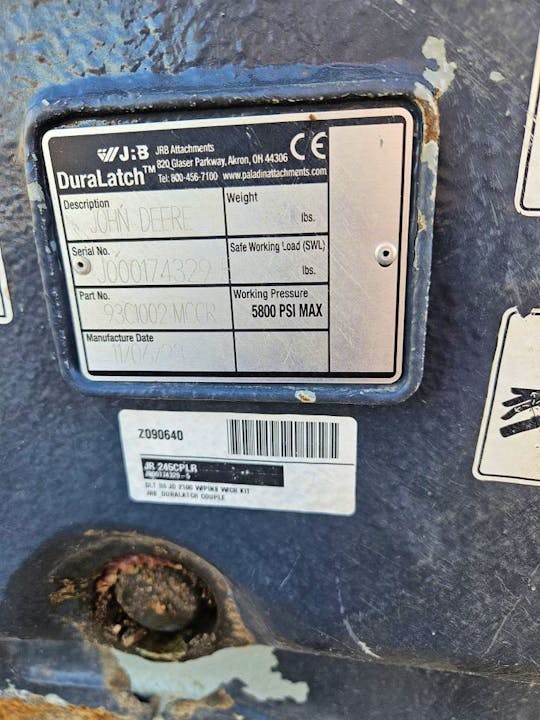 JRB JRB Attachments
820 Glaser Parkway, Akron, OH 44306 CE
DuraLatch™ Tel: 800-456-7100 www.paladinattachments.com
Description
JOHN DEERE
Weight
lbs.
Serial No.
J000174329
Safe Working Load (SWL)
lbs.
Part No.
Working Pressure
5800 PSI MAX
Manufacture Date
Z090640
JR 245CPLR
JRB DURALATCH COUPLE